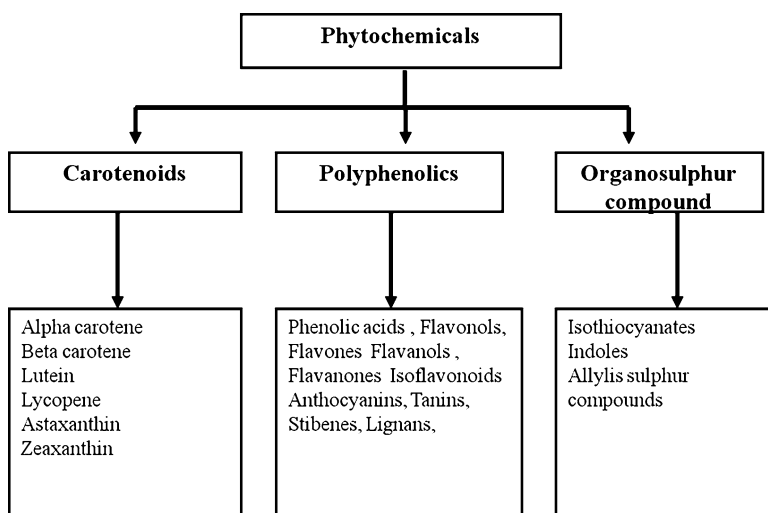 Phytochemicals
Carotenoids
Polyphenolics
Organosulphur
compound
Alpha carotene
Beta carotene
Lutein
Lycopene
Astaxanthin
Zeaxanthin
Phenolic acids , Flavonols,
Flavones Flavanols ,
Flavanones Isoflavonoids
Anthocyanins, Tanins,
Stibenes, Lignans,
Isothiocyanates
Indoles
Allylis sulphur
compounds